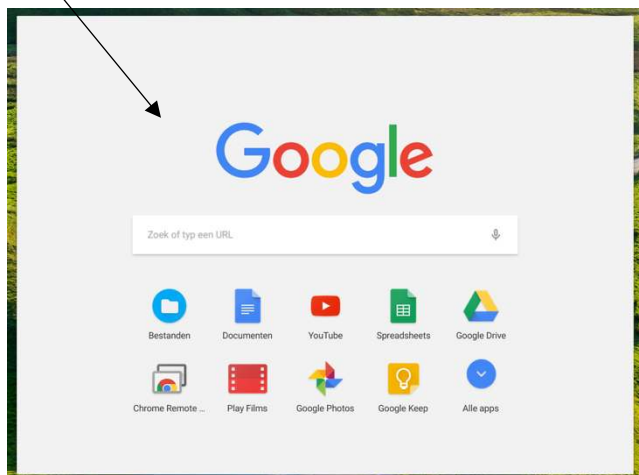 Google
Zoek of typ een URL
Bestanden Documenten YouTube Spreadsheets Google Drive
Chrome Remote ... Play Films Google Photos Google Keep Alle apps